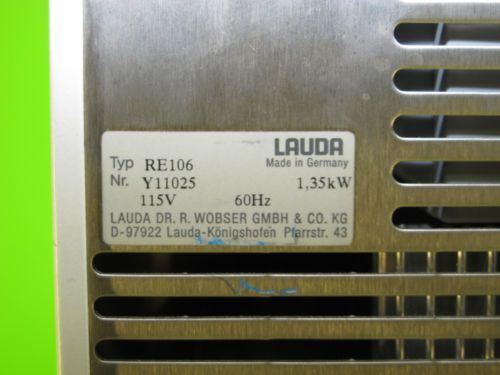 LAUDA
Typ RE106 Made in Germany
Nr. Y11025 1,35kW
115V 60Hz
LAUDA DR. R. WOBSER GMBH & CO. KG
D-97922 Lauda-Königshofen Pfarrstr. 43